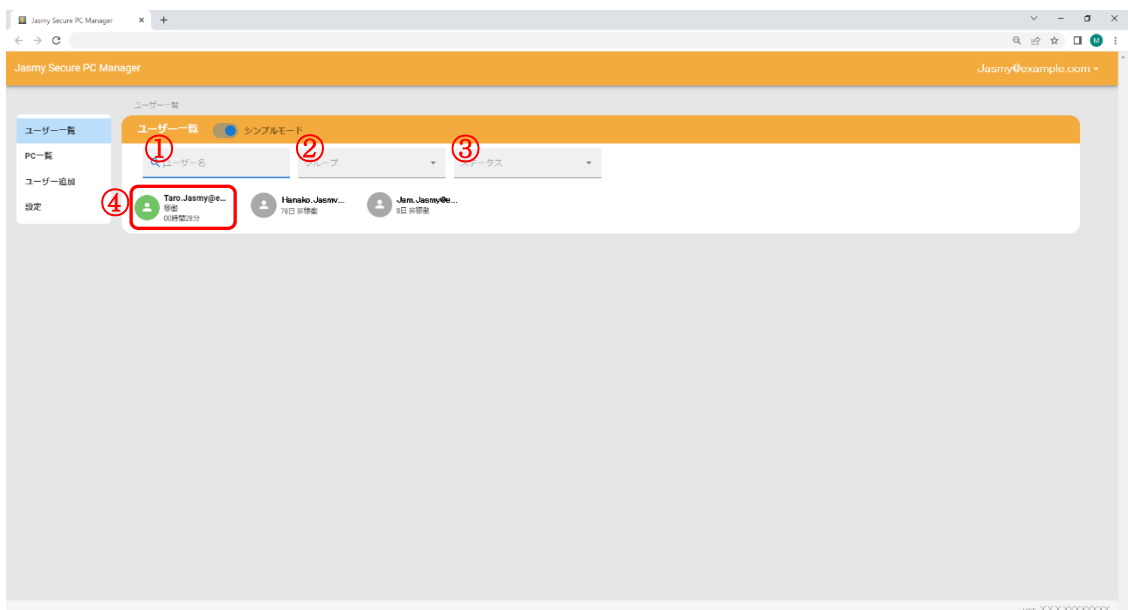 Jasmy Secure PC Manager
Jasmy Secure PC Manager
Jasmy@example.com
ユーザー一覧
ユーザー一覧
PC一覧
ユーザー追加
設定
ユーザー一覧 シンプルモード
① ② ③
ユーザー名 グループ ステータス
④
Taro.Jasmy@e...
稼働
00時間28分
Hanako.Jasmy...
78日 非稼働
Jam.Jasmy@e...
8日 非稼働
M